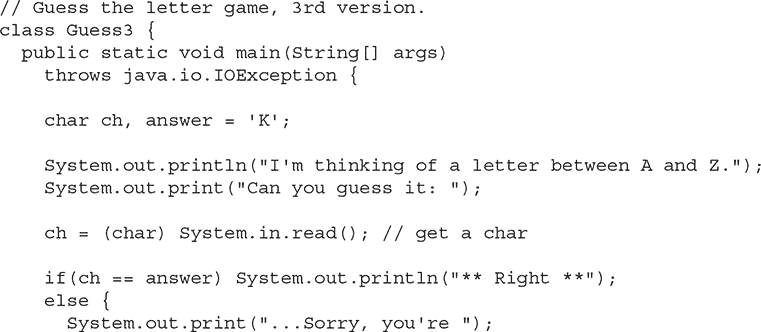 // Guess the letter game, 3rd version.
class Guess3 {
  public static void main(String[] args)
    throws java.io.IOException {

    char ch, answer = 'K';

    System.out.println("I'm thinking of a letter between A and Z.");
    System.out.print("Can you guess it: ");

    ch = (char) System.in.read(); // get a char

    if(ch == answer) System.out.println("** Right **");
    else {
      System.out.print("...Sorry, you're ");